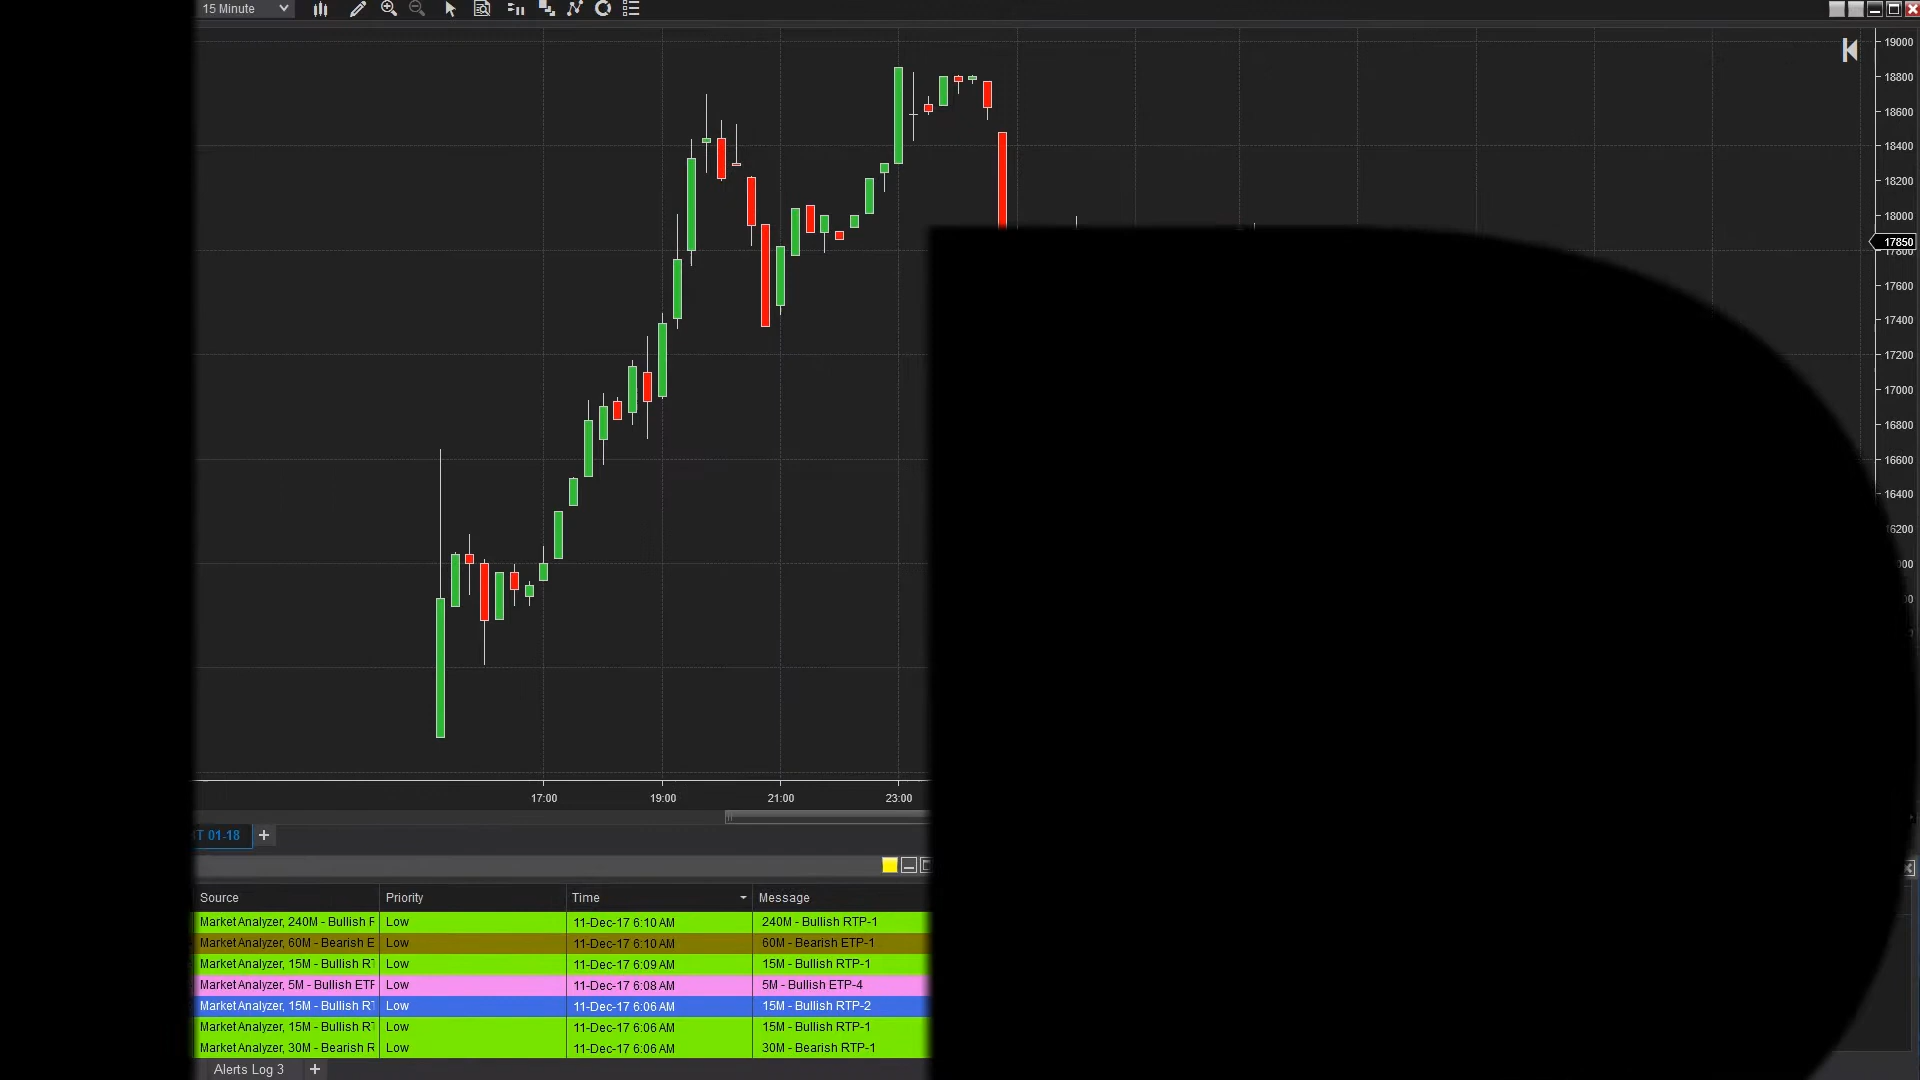 15 Minute
19000
18800
18600
18400
18200
18000
17850
17600
17400
17200
17000
16800
16600
16400
17:00 19:00 21:00 23:00
T 01-18 +
Source Priority Time Message
Market Analyzer, 240M - Bullish Low 11-Dec-17 6:10 AM 240M - Bullish RTP-1
Market Analyzer, 60M - Bearish E Low 11-Dec-17 6:10 AM 60M - Bearish ETP-1
Market Analyzer, 15M - Bullish RT Low 11-Dec-17 6:09 AM 15M - Bullish RTP-1
Market Analyzer, 5M - Bullish ETF Low 11-Dec-17 6:08 AM 5M - Bullish ETP-4
Market Analyzer, 15M - Bullish RT Low 11-Dec-17 6:06 AM 15M - Bullish RTP-2
Market Analyzer, 15M - Bullish RT Low 11-Dec-17 6:06 AM 15M - Bullish RTP-1
Market Analyzer, 30M - Bearish R Low 11-Dec-17 6:06 AM 30M - Bearish RTP-1
Alerts Log 3 +